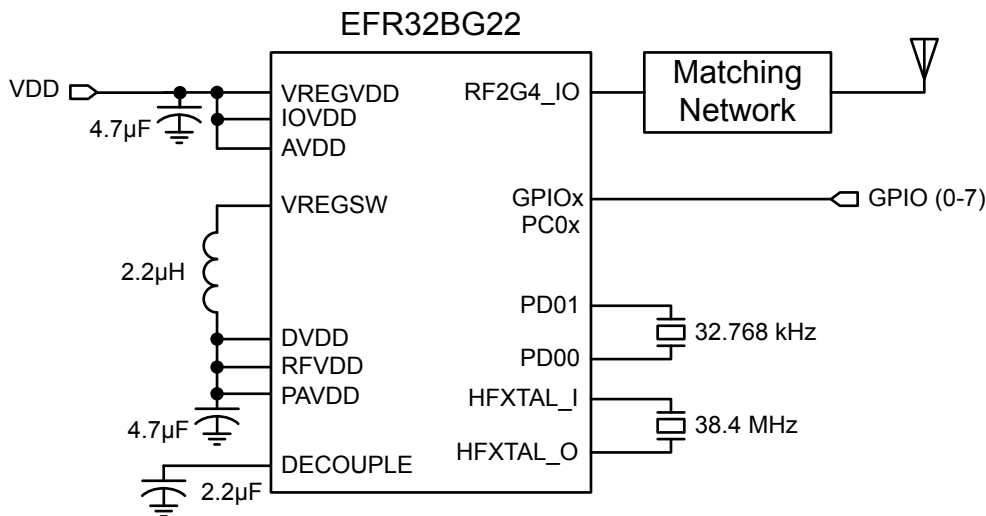 EFR32BG22
VDD
4.7µF
VREGVDD
IOVDD
AVDD
VREGSW
2.2µH
DVDD
RFVDD
PAVDD
4.7µF
DECOUPLE
2.2µF
RF2G4_IO
Matching
Network
GPIOx
PC0x
GPIO (0-7)
PD01
PD00
32.768 kHz
HFXTAL_I
HFXTAL_O
38.4 MHz